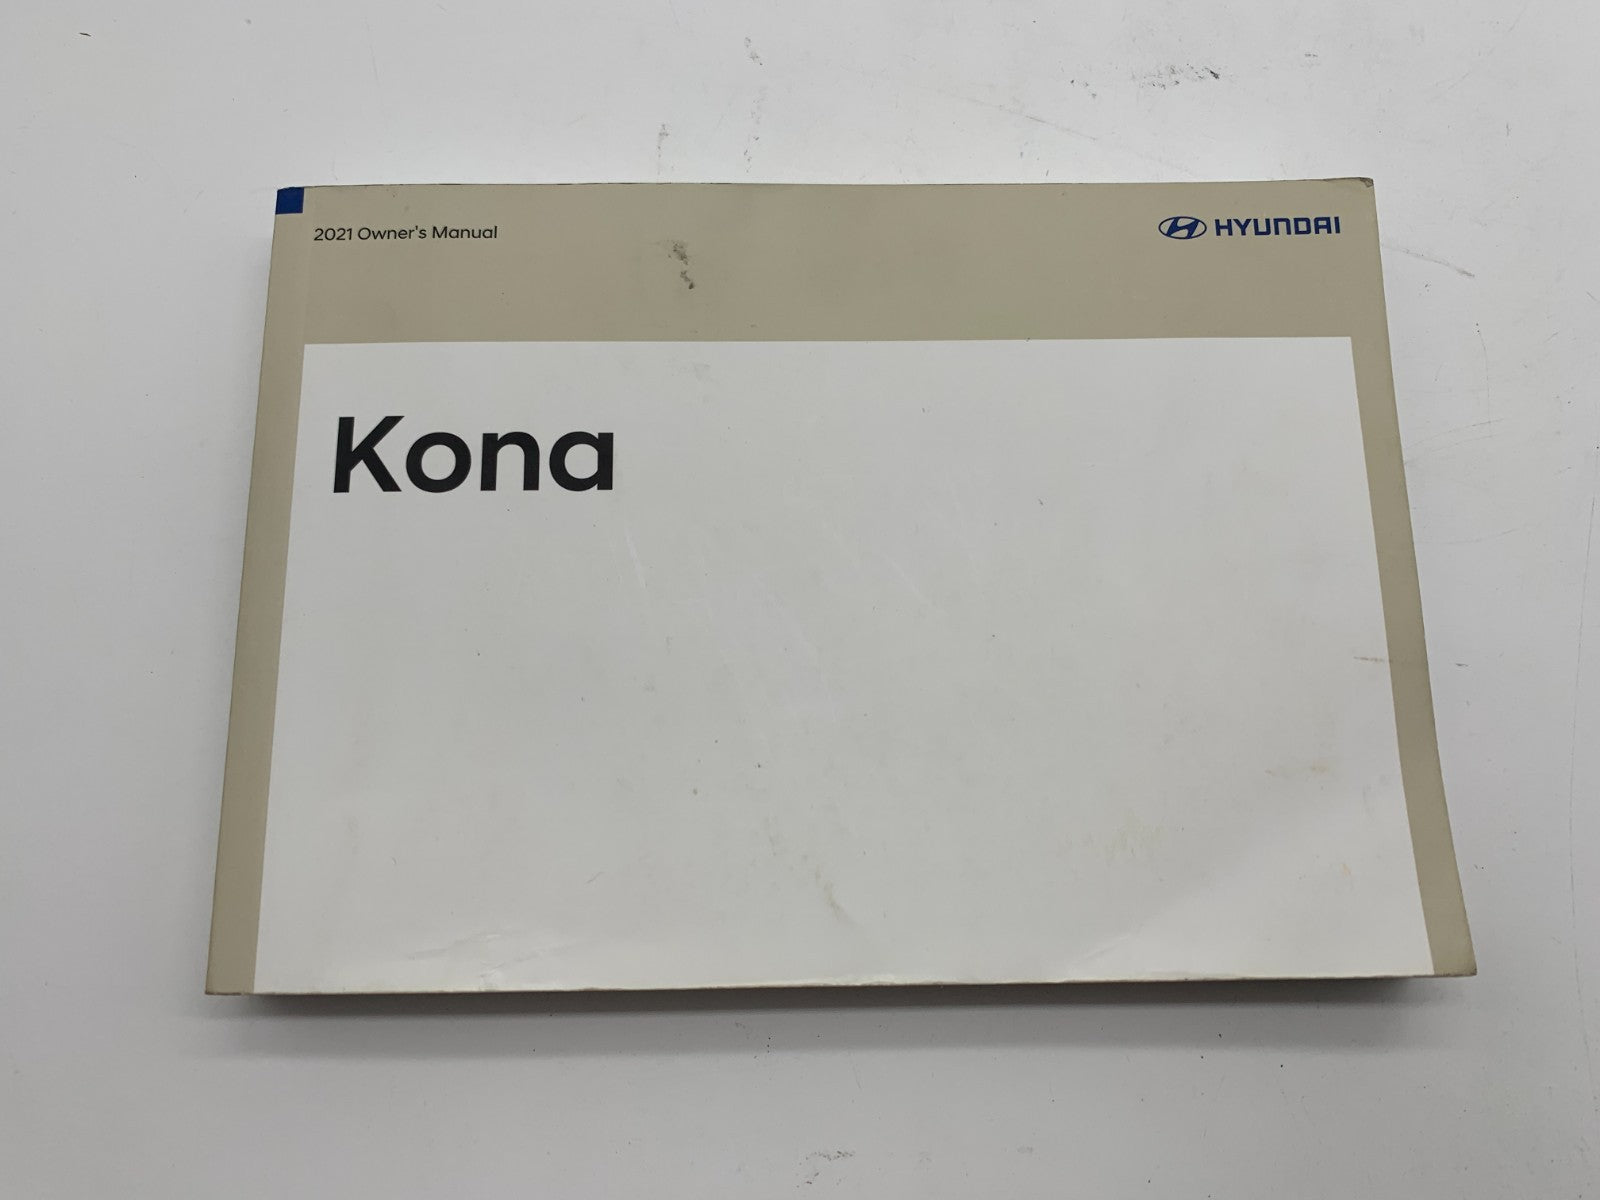 2021 Owner's Manual
HYUNDAI
Kona